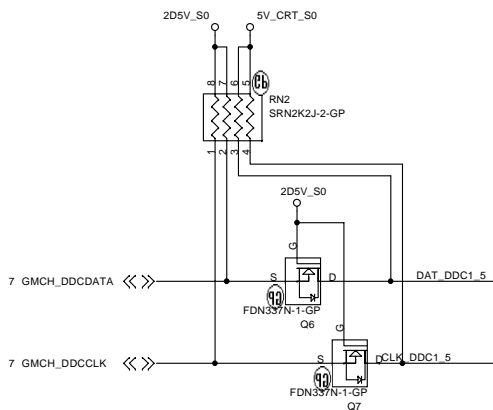 2D5V_S0 5V_CRT_S0
8 7 6 5
RN2
SRN2K2J-2-GP
1 2 3 4
2D5V_S0
G
7 GMCH_DDCDATA S D DAT_DDC1_5
FDN337N-1-GP
Q6
G
7 GMCH_DDCCLK S D CLK_DDC1_5
FDN337N-1-GP
Q7